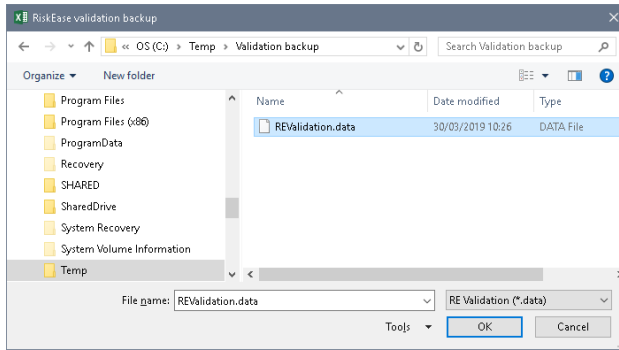 RiskEase validation backup
« OS (C:) > Temp > Validation backup
Search Validation backup
Organize
New folder
Name
Date modified
Type
REValidation.data
30/03/2019 10:26
DATA File
Program Files
Program Files (x86)
ProgramData
Recovery
SHARED
SharedDrive
System Recovery
System Volume Information
Temp
File name:
REValidation.data
RE Validation (*.data)
Tools
OK
Cancel